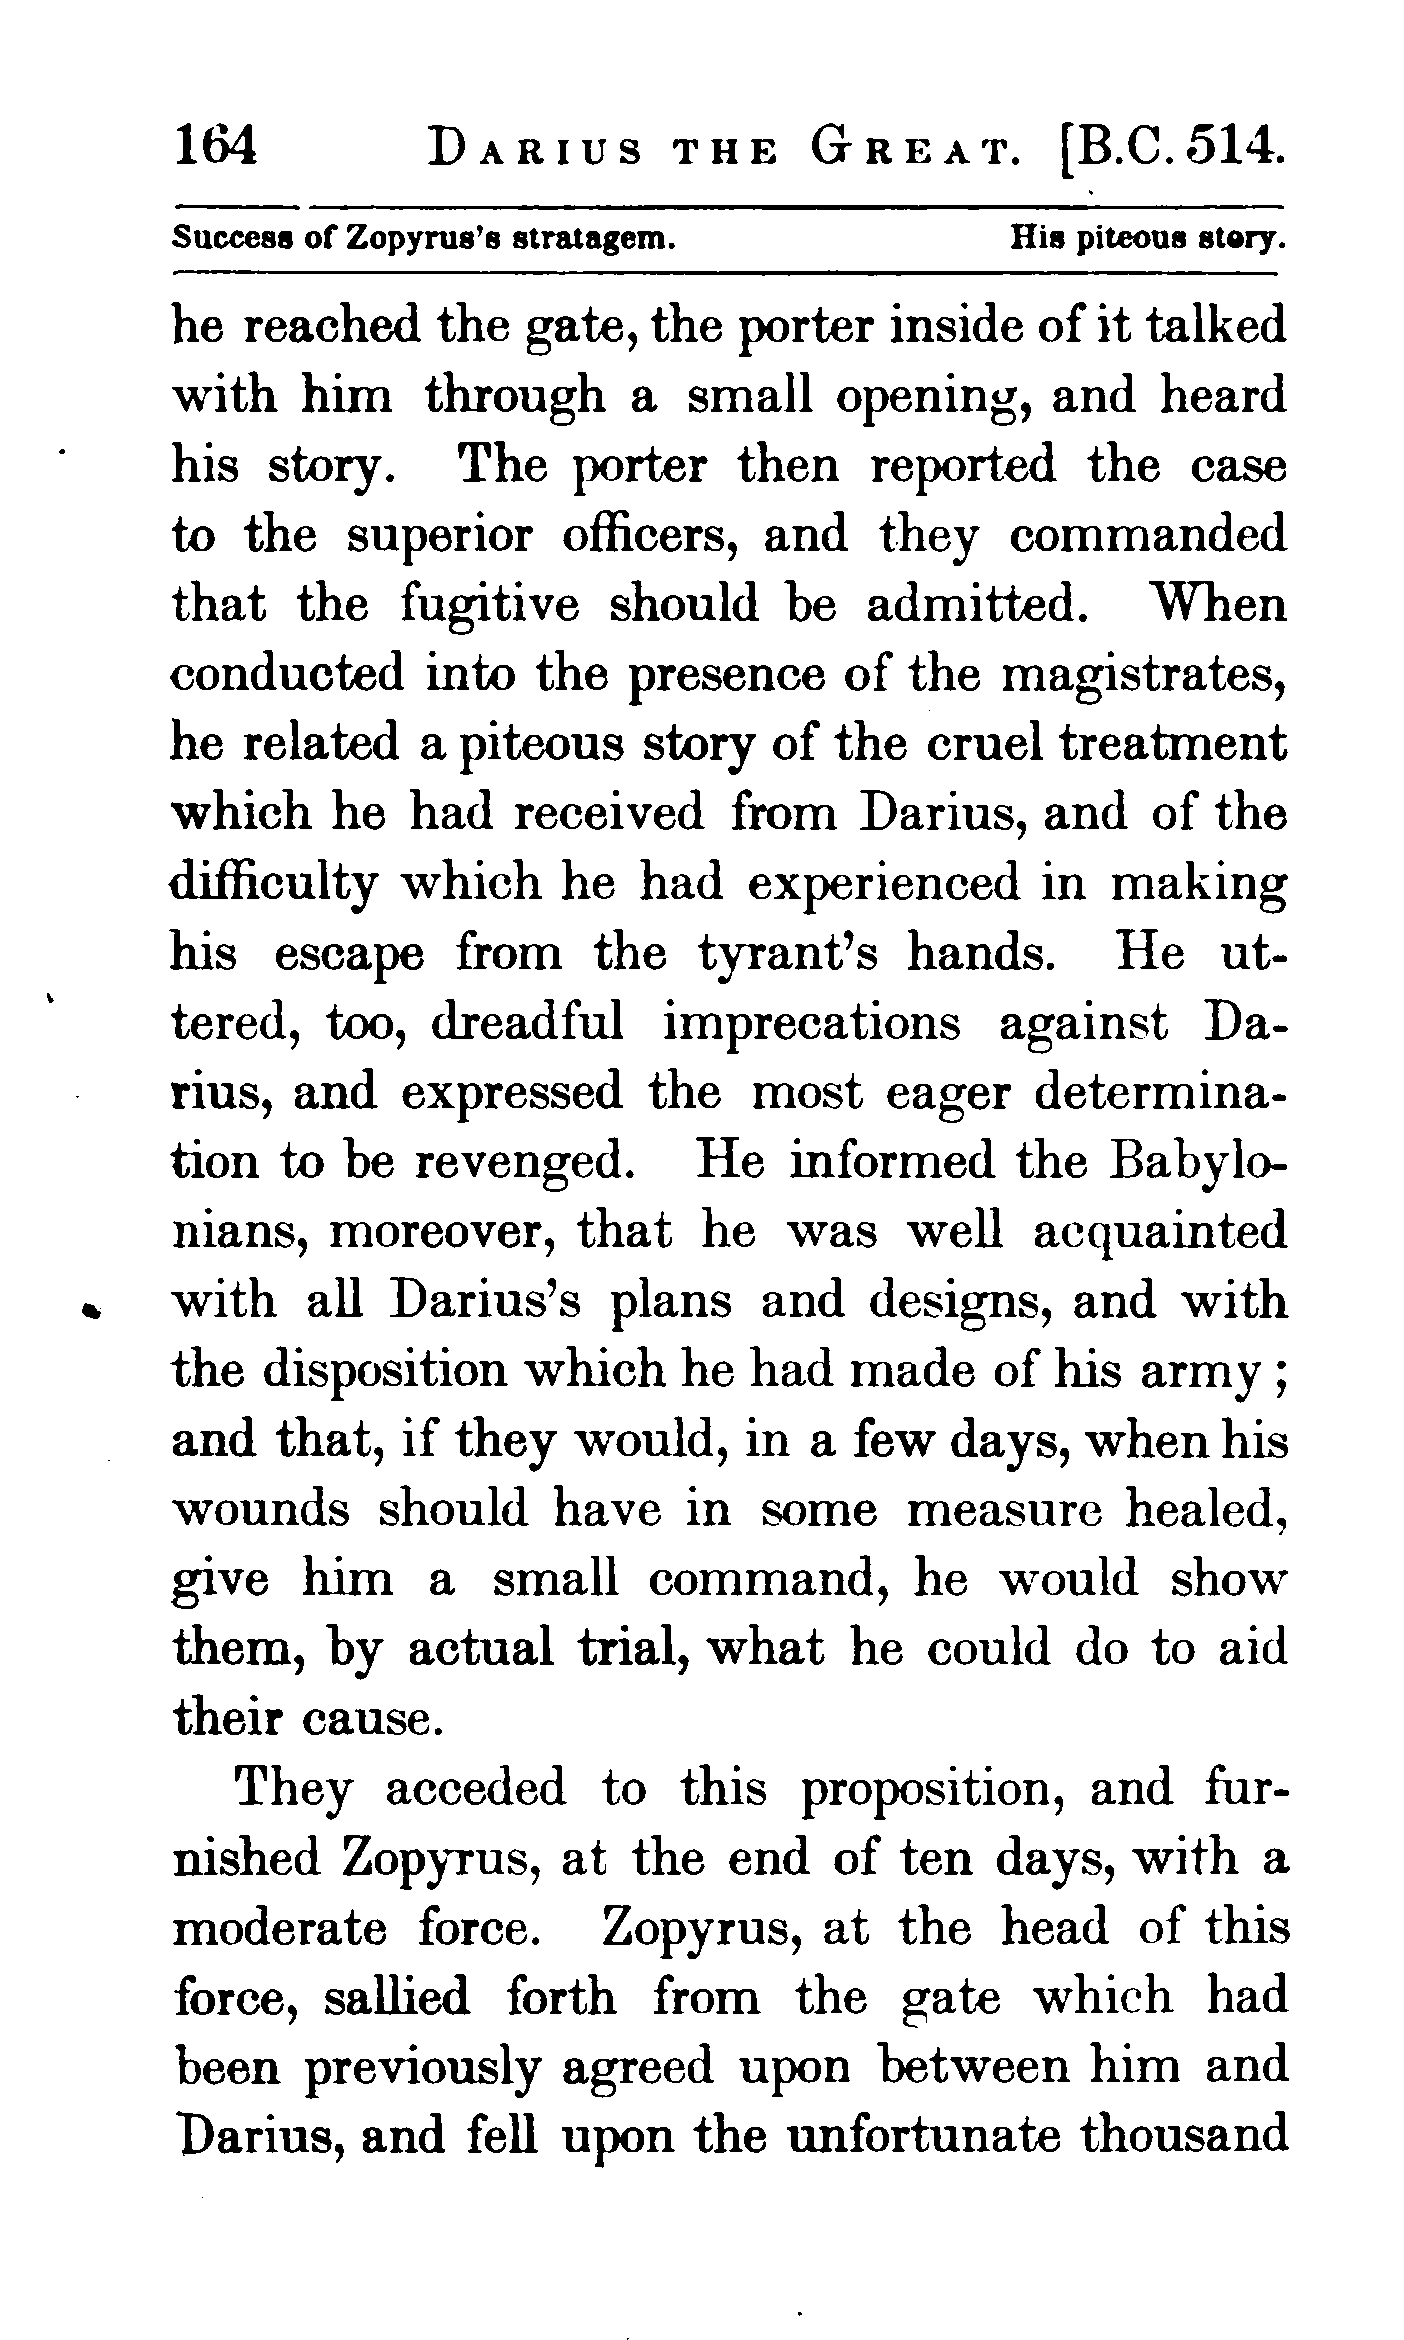 164 DARIUS THE GREAT. [B.C. 514.
Success of Zopyrus's stratagem. His piteous story.
he reached the gate, the porter inside of it talked
with him through a small opening, and heard
his story. The porter then reported the case
to the superior officers, and they commanded
that the fugitive should be admitted. When
conducted into the presence of the magistrates,
he related a piteous story of the cruel treatment
which he had received from Darius, and of the
difficulty which he had experienced in making
his escape from the tyrant's hands. He ut-
tered, too, dreadful imprecations against Da-
rius, and expressed the most eager determina-
tion to be revenged. He informed the Babylo-
nians, moreover, that he was well acquainted
with all Darius's plans and designs, and with
the disposition which he had made of his army;
and that, if they would, in a few days, when his
wounds should have in some measure healed,
give him a small command, he would show
them, by actual trial, what he could do to aid
their cause.
They acceded to this proposition, and fur-
nished Zopyrus, at the end of ten days, with a
moderate force. Zopyrus, at the head of this
force, sallied forth from the gate which had
been previously agreed upon between him and
Darius, and fell upon the unfortunate thousand